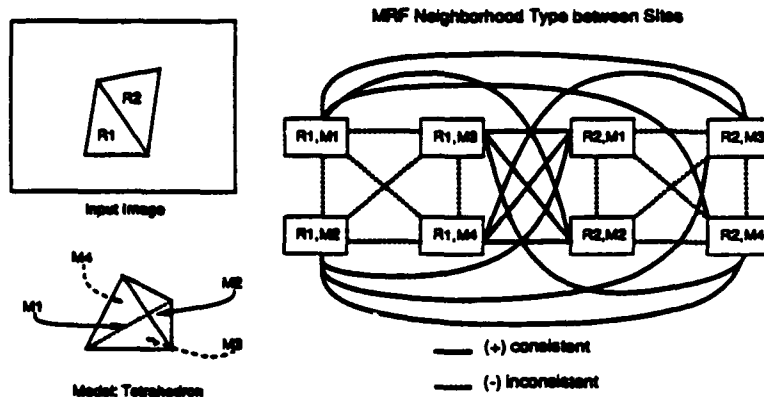 MRF Neighborhood Type between Sites
R2
R1
Input Image
R1,M1
R1,M3
R2,M1
R2,M3
R1,M2
R1,M4
R2,M2
R2,M4
M4
M2
M1
M3
Model: Tetrahedron
(+) consistent
(-) inconsistent